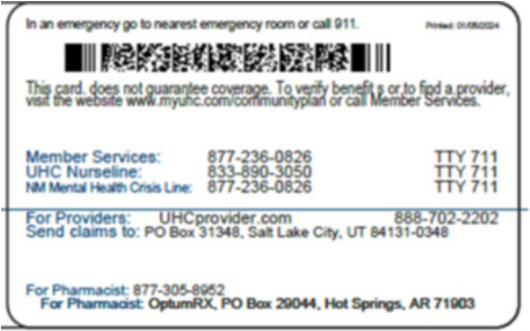 In an emergency go to nearest emergency room or call 911. Printed: 01/05/2024
This card. does not guarantee coverage. To verify benefit s or to find a provider,
visit the website www.myuhc.com/communityplan or call Member Services.
Member Services: 877-236-0826 TTY 711
UHC Nurseline: 833-890-3050 TTY 711
NM Mental Health Crisis Line: 877-236-0826 TTY 711
For Providers: UHCprovider.com 888-702-2202
Send claims to: PO Box 31348, Salt Lake City, UT 84131-0348
For Pharmacist: 877-305-8952
For Pharmacist: OptumRX, PO Box 29044, Hot Springs, AR 71903